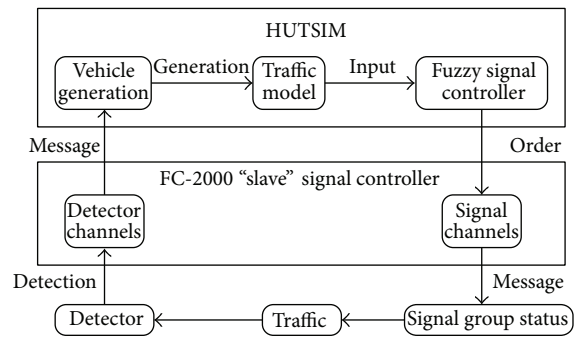 HUTSIM
Vehicle
generation
Generation
Traffic
model
Input
Fuzzy signal
controller
Message
Order
FC-2000 “slave” signal controller
Detector
channels
Signal
channels
Detection
Message
Detector
Traffic
Signal group status